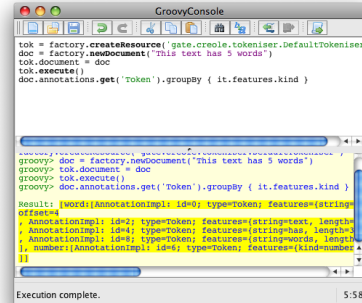 GroovyConsole
tok = factory.createResource('gate.creole.tokeniser.DefaultTokeniser
doc = factory.newDocument("This text has 5 words")
tok.document = doc
tok.execute()
doc.annotations.get('Token').groupBy { it.features.kind }
groovy> doc = factory.newDocument("This text has 5 words")
groovy> tok.document = doc
groovy> tok.execute()
groovy> doc.annotations.get('Token').groupBy { it.features.kind }
Result: [word:[AnnotationImpl: id=0; type=Token; features={string=
offset=4
, AnnotationImpl: id=2; type=Token; features={string=text, length=
, AnnotationImpl: id=4; type=Token; features={string=has, length=3
, AnnotationImpl: id=8; type=Token; features={string=words, length
], number:[AnnotationImpl: id=6; type=Token; features={kind=number
]]
Execution complete.
5:58